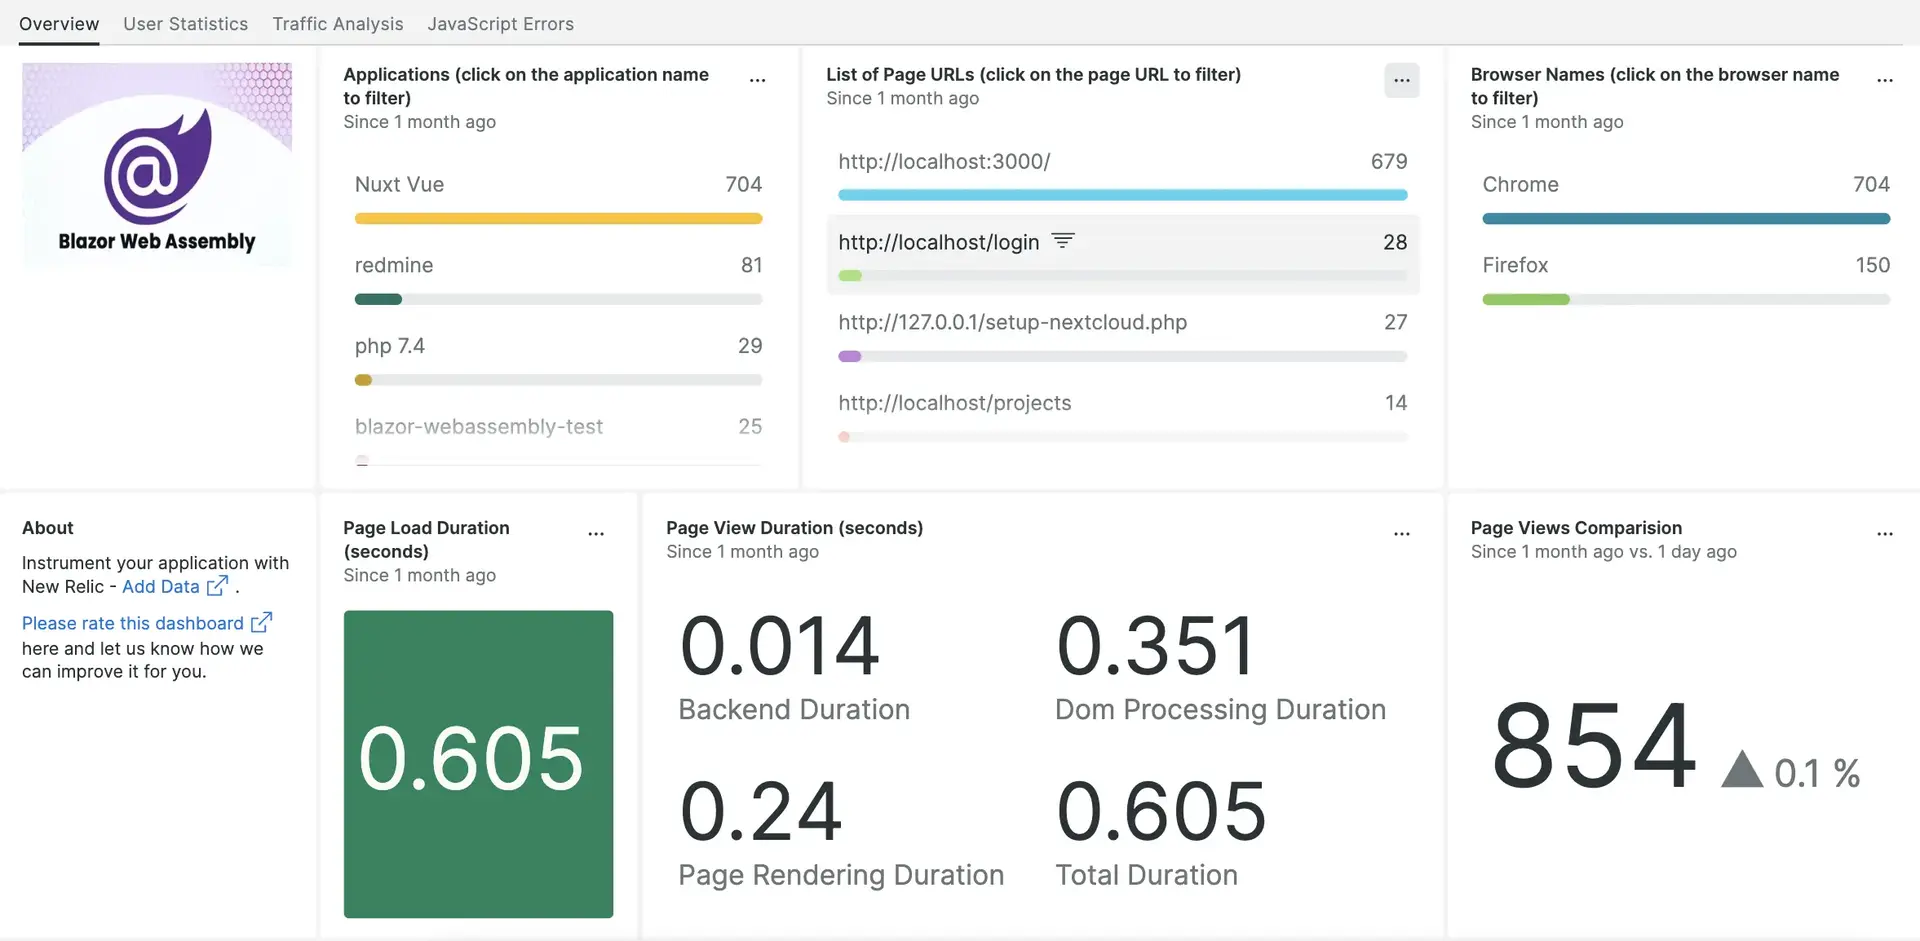 Overview User Statistics Traffic Analysis JavaScript Errors
@
Blazor Web Assembly
Applications (click on the application name
to filter)
Since 1 month ago
Nuxt Vue 704
redmine 81
php 7.4 29
blazor-webassembly-test 25
List of Page URLs (click on the page URL to filter)
Since 1 month ago
http://localhost:3000/ 679
http://localhost/login 28
http://127.0.0.1/setup-nextcloud.php 27
http://localhost/projects 14
Browser Names (click on the browser name
to filter)
Since 1 month ago
Chrome 704
Firefox 150
About
Instrument your application with
New Relic - Add Data .
Please rate this dashboard
here and let us know how we
can improve it for you.
Page Load Duration
(seconds)
Since 1 month ago
0.605
Page View Duration (seconds)
Since 1 month ago
0.014 0.351
Backend Duration Dom Processing Duration
0.24 0.605
Page Rendering Duration Total Duration
Page Views Comparision
Since 1 month ago vs. 1 day ago
854 0.1 %